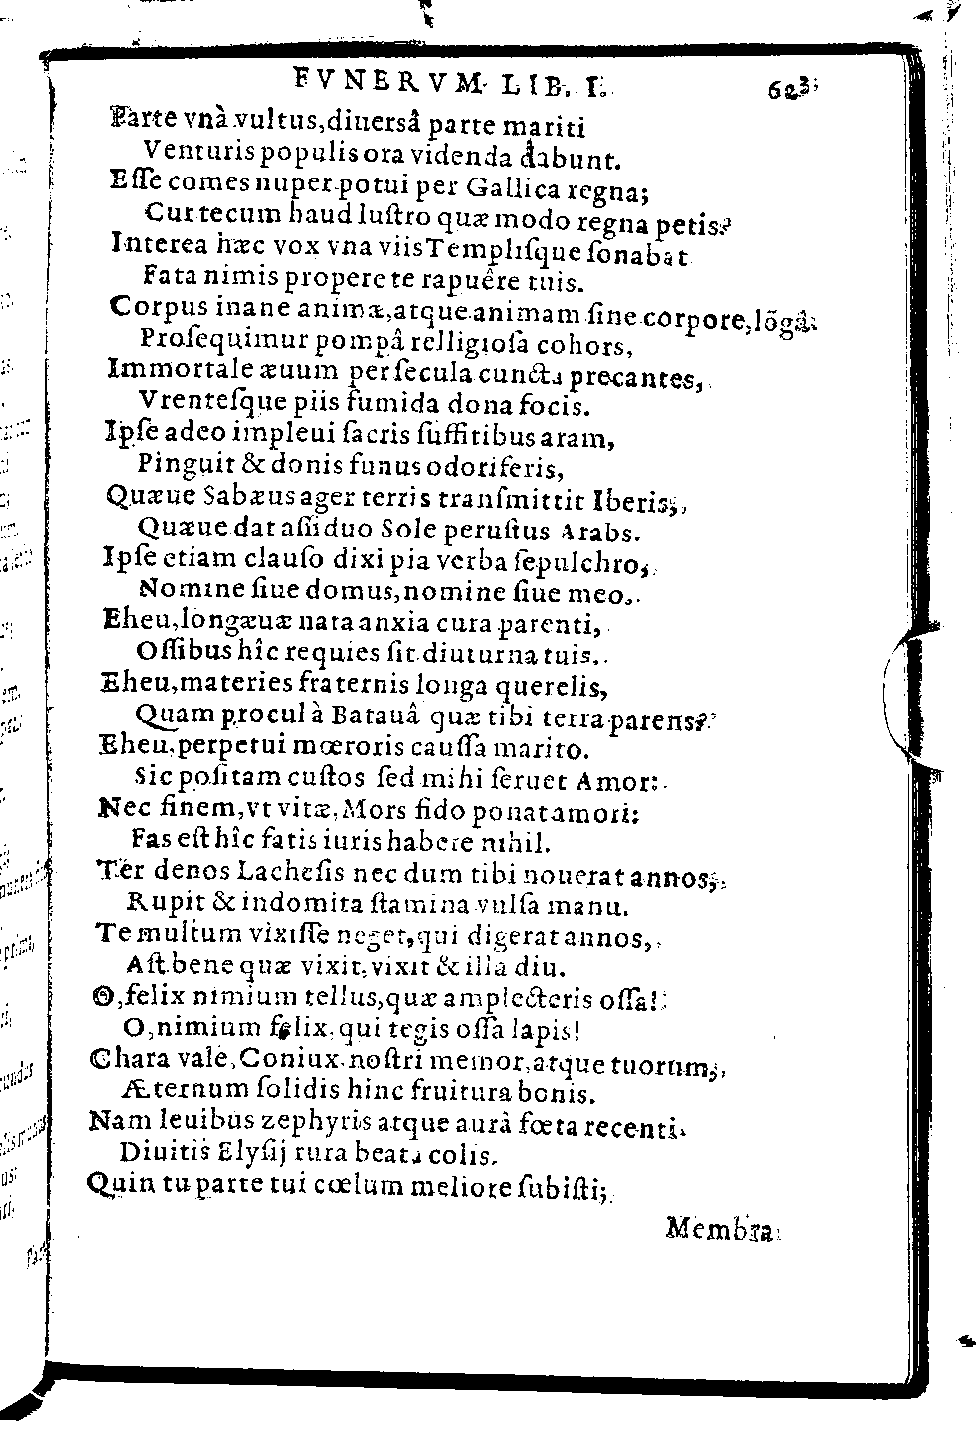 FVNERVM LIB. I. 623
Parte vnà vultus, diuersâ parte mariti
Venturis populis ora videnda dabunt.
Eſſe comes nuper potui per Gallica regna;
Cur tecum haud luſtro quæ modo regna petis?
Interea hæc vox vna viis Templiſque ſonabat
Fata nimis propere te rapuêre tuis.
Corpus inane animæ, atque animam ſine corpore, lõgâ
Proſequimur pompâ relligioſa cohors,
Immortale æuum per ſecula cuncta precantes,
Vrenteſque piis fumida dona focis.
Ipſe adeo impleui ſacris ſuffitibus aram,
Pinguit & donis funus odoriferis,
Quæue Sabæus ager terris tranſmittit Iberis;
Quæue dat aſſiduo Sole peruſtus Arabs.
Ipſe etiam clauſo dixi pia verba ſepulchro,
Nomine ſiue domus, nomine ſiue meo.
Eheu, longæuæ nata anxia cura parenti,
Oſſibus hîc requies ſit diuturna tuis.
Eheu, materies fraternis longa querelis,
Quam procul à Batauâ quæ tibi terra parens?
Eheu, perpetui mœroris cauſſa marito.
Sic poſitam cuſtos ſed mihi ſeruet Amor:
Nec finem, vt vitæ, Mors fido ponat amori:
Fas eſt hîc fatis iuris habere nihil.
Ter denos Lacheſis nec dum tibi nouerat annos;
Rupit & indomita ſtamina vulſa manu.
Te multum vixiſſe neget, qui digerat annos,
Aſt bene quæ vixit, vixit & illa diu.
O, felix nimium tellus, quæ amplecteris oſſa!
O, nimium felix, qui tegis oſſa lapis!
Chara vale, Coniux noſtri memor, atque tuorum;
Æternum ſolidis hinc fruitura bonis.
Nam leuibus zephyris atque aurâ fœta recenti
Diuitis Elyſij rura beata colis.
Quin tu parte tui cœlum meliore ſubiſti;
Membra